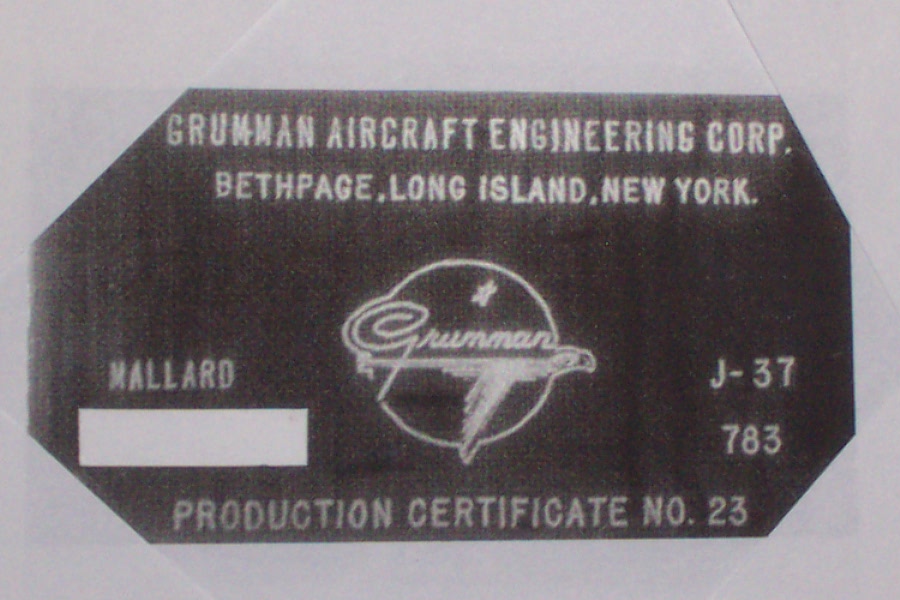 GRUMMAN AIRCRAFT ENGINEERING CORP.
BETHPAGE, LONG ISLAND, NEW YORK.
Grumman
MALLARD
J-37
783
PRODUCTION CERTIFICATE NO. 23